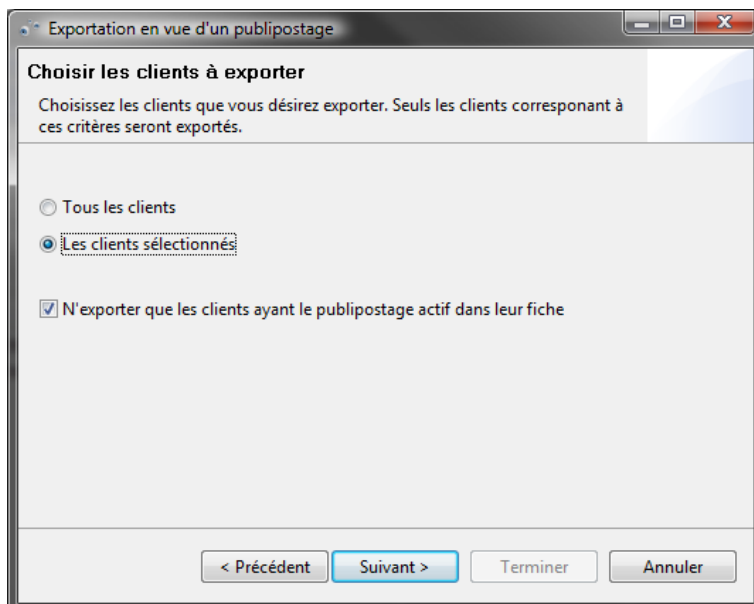 Exportation en vue d'un publipostage
Choisir les clients à exporter
Choisissez les clients que vous désirez exporter. Seuls les clients corresponant à
ces critères seront exportés.
Tous les clients
Les clients sélectionnés
N'exporter que les clients ayant le publipostage actif dans leur fiche
< Précédent Suivant > Terminer Annuler